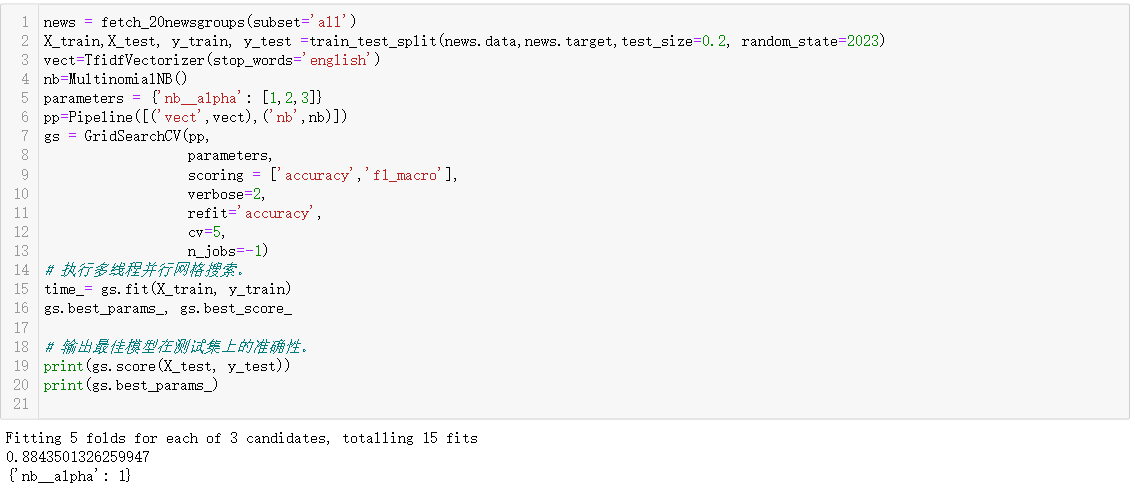 1 news = fetch_20newsgroups(subset='all')
2 X_train,X_test, y_train, y_test =train_test_split(news.data,news.target,test_size=0.2, random_state=2023)
3 vect=TfidfVectorizer(stop_words='english')
4 nb=MultinomialNB()
5 parameters = {'nb__alpha': [1,2,3]}
6 pp=Pipeline([('vect',vect),('nb',nb)])
7 gs = GridSearchCV(pp,
8                   parameters,
9                   scoring = ['accuracy','f1_macro'],
10                   verbose=2,
11                   refit='accuracy',
12                   cv=5,
13                   n_jobs=-1)
14 # 执行多线程并行网格搜索。
15 time_= gs.fit(X_train, y_train)
16 gs.best_params_, gs.best_score_
17
18 # 输出最佳模型在测试集上的准确性。
19 print(gs.score(X_test, y_test))
20 print(gs.best_params_)
21
Fitting 5 folds for each of 3 candidates, totalling 15 fits
0.8843501326259947
{'nb__alpha': 1}